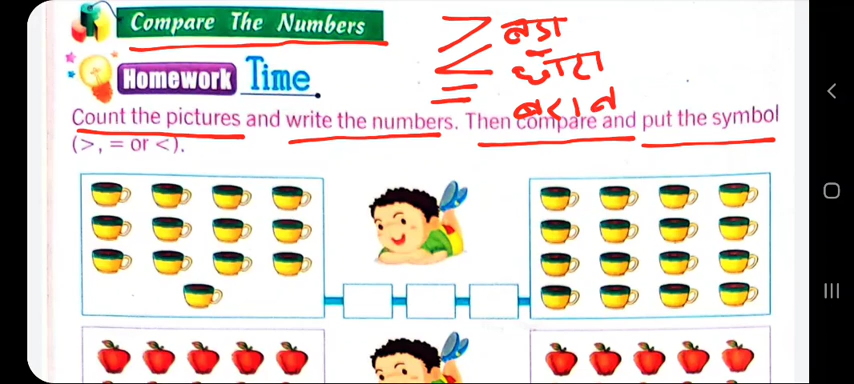 Compare The Numbers
> बड़ा
Homework Time
< छोटा
= बराबर
Count the pictures and write the numbers. Then compare and put the symbol
(>, = or <).